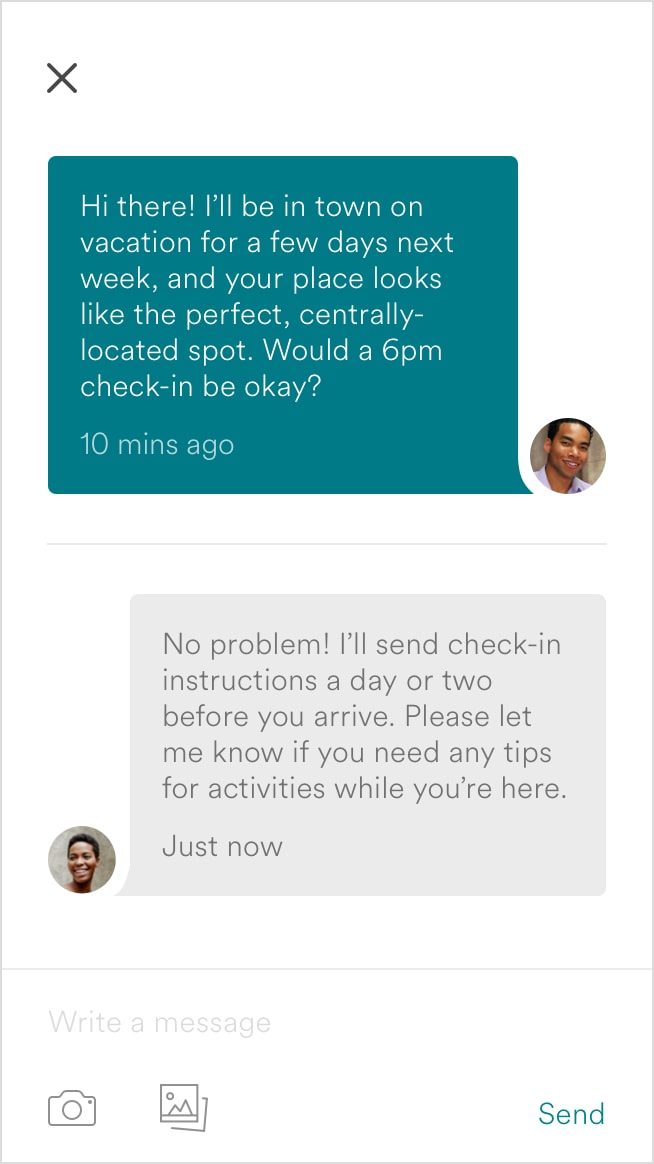 Hi there! I’ll be in town on
vacation for a few days next
week, and your place looks
like the perfect, centrally-
located spot. Would a 6pm
check-in be okay?
10 mins ago
No problem! I’ll send check-in
instructions a day or two
before you arrive. Please let
me know if you need any tips
for activities while you’re here.
Just now
Write a message
Send